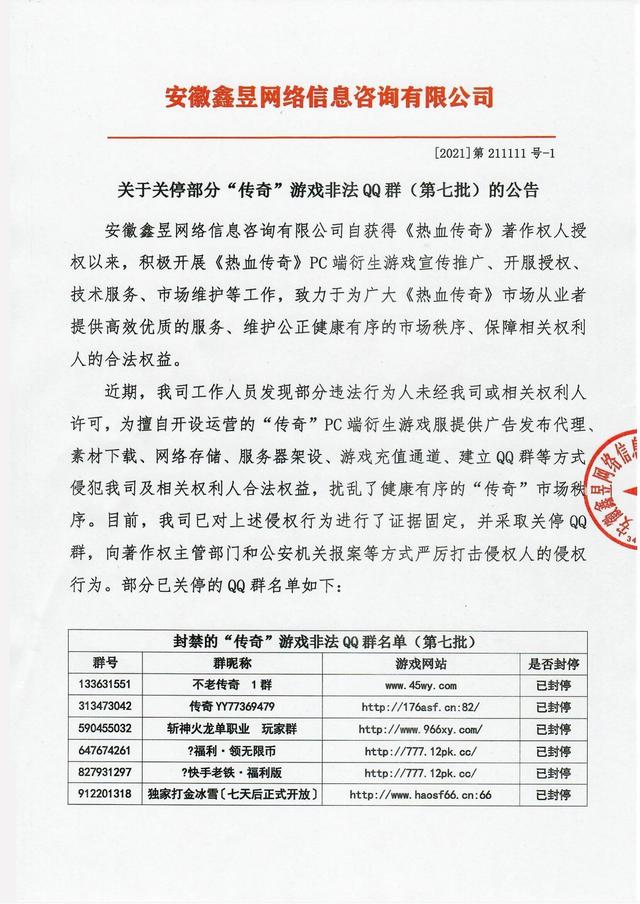 安徽鑫昱网络信息咨询有限公司
[2021]第 211111 号-1
关于关停部分“传奇”游戏非法 QQ 群（第七批）的公告
安徽鑫昱网络信息咨询有限公司自获得《热血传奇》著作权人授
权以来，积极开展《热血传奇》PC 端衍生游戏宣传推广、开服授权、
技术服务、市场维护等工作，致力于为广大《热血传奇》市场从业者
提供高效优质的服务、维护公正健康有序的市场秩序、保障相关权利
人的合法权益。
近期，我司工作人员发现部分违法行为人未经我司或相关权利人
许可，为擅自开设运营的“传奇”PC 端衍生游戏服提供广告发布代理、
素材下载、网络存储、服务器架设、游戏充值通道、建立 QQ 群等方式
侵犯我司及相关权利人合法权益，扰乱了健康有序的“传奇”市场秩
序。目前，我司已对上述侵权行为进行了证据固定，并采取关停 QQ
群，向著作权主管部门和公安机关报案等方式严厉打击侵权人的侵权
行为。部分已关停的 QQ 群名单如下：
封禁的“传奇”游戏非法 QQ 群名单（第七批）
群号 群昵称 游戏网站 是否封停
133631551 不老传奇 1 群 www.45wy.com 已封停
313473042 传奇 YY77369479 http://176asf.cn:82/ 已封停
590455032 斩神火龙单职业 玩家群 http://www.966xy.com/ 已封停
647674261 ?福利·领无限币 http://777.12pk.cc/ 已封停
827931297 ?快手老铁·福利版 http://777.12pk.cc/ 已封停
912201318 独家打金冰雪〔七天后正式开放〕 http://www.haosf66.cn:66 已封停
安徽鑫昱网络信息
34